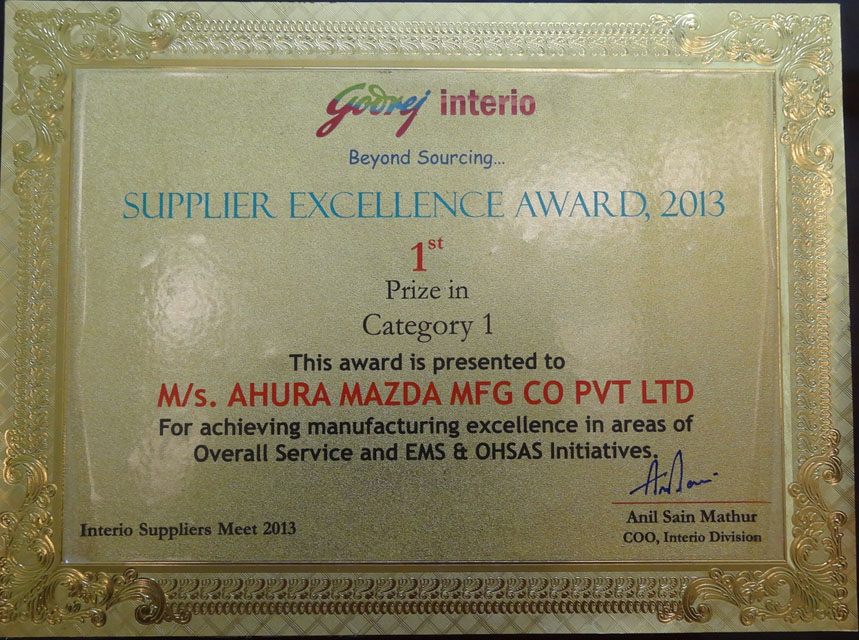 Godrej interio
Beyond Sourcing...
SUPPLIER EXCELLENCE AWARD, 2013
1st
Prize in
Category 1
This award is presented to
M/s. AHURA MAZDA MFG CO PVT LTD
For achieving manufacturing excellence in areas of
Overall Service and EMS & OHSAS Initiatives.
Interio Suppliers Meet 2013
Anil Sain Mathur
COO, Interio Division